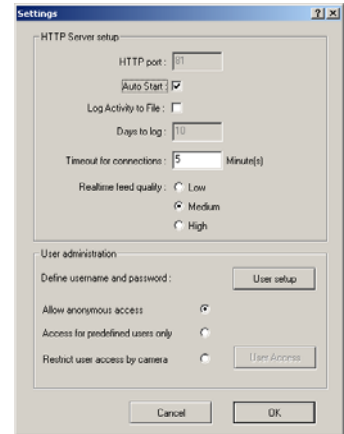 Settings
HTTP Server setup
HTTP port : 81
Auto Start :
Log Activity to File :
Days to log : 10
Timeout for connections : 5 Minute(s)
Realtime feed quality : Low
Medium
High
User administration
Define username and password : User setup
Allow anonymous access
Access for predefined users only
Restrict user access by camera User Access
Cancel OK